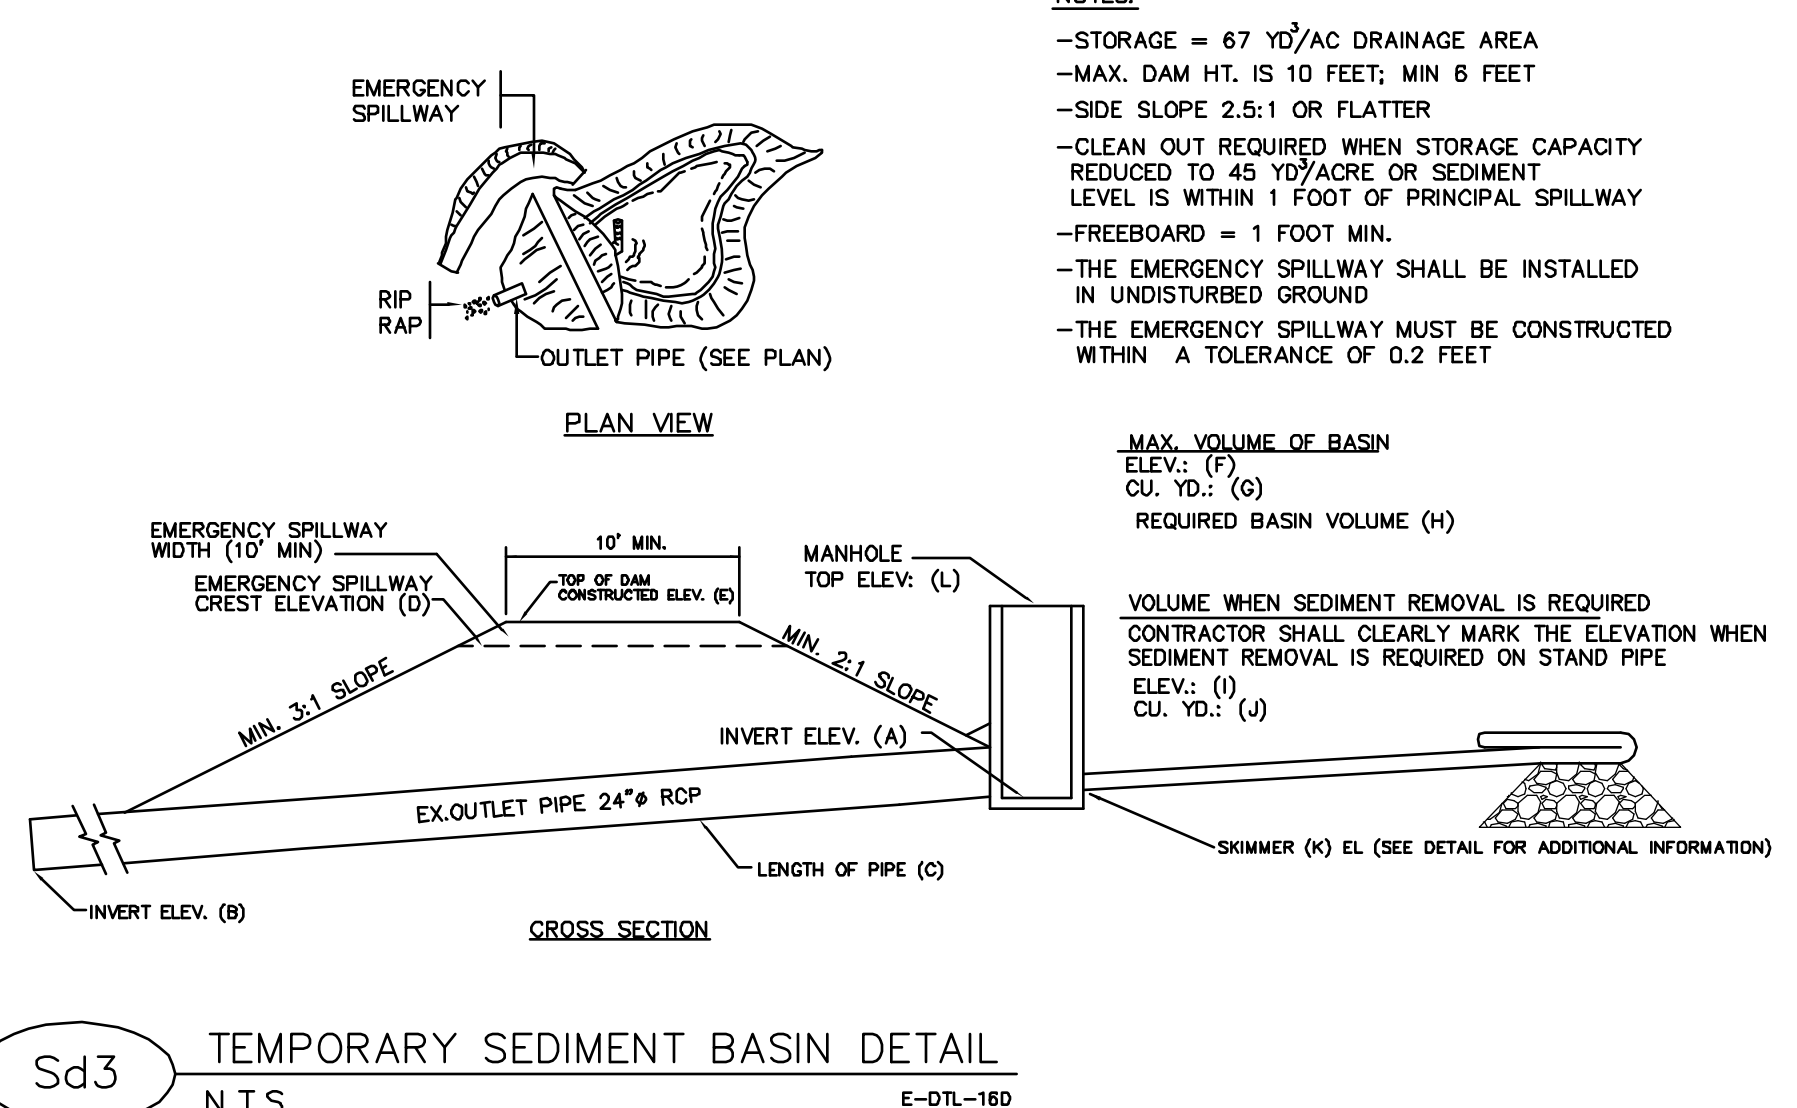 NOTES:
-STORAGE = 67 YD³/AC DRAINAGE AREA
-MAX. DAM HT. IS 10 FEET; MIN 6 FEET
-SIDE SLOPE 2.5:1 OR FLATTER
-CLEAN OUT REQUIRED WHEN STORAGE CAPACITY
REDUCED TO 45 YD³/ACRE OR SEDIMENT
LEVEL IS WITHIN 1 FOOT OF PRINCIPAL SPILLWAY
-FREEBOARD = 1 FOOT MIN.
-THE EMERGENCY SPILLWAY SHALL BE INSTALLED
IN UNDISTURBED GROUND
-THE EMERGENCY SPILLWAY MUST BE CONSTRUCTED
WITHIN A TOLERANCE OF 0.2 FEET
EMERGENCY
SPILLWAY
RIP
RAP
OUTLET PIPE (SEE PLAN)
PLAN VIEW
MAX. VOLUME OF BASIN
ELEV.: (F)
CU. YD.: (G)
REQUIRED BASIN VOLUME (H)
VOLUME WHEN SEDIMENT REMOVAL IS REQUIRED
CONTRACTOR SHALL CLEARLY MARK THE ELEVATION WHEN
SEDIMENT REMOVAL IS REQUIRED ON STAND PIPE
ELEV.: (I)
CU. YD.: (J)
EMERGENCY SPILLWAY
WIDTH (10' MIN)
EMERGENCY SPILLWAY
CREST ELEVATION (D)
10' MIN.
TOP OF DAM
CONSTRUCTED ELEV. (E)
MANHOLE
TOP ELEV: (L)
MIN. 3:1 SLOPE
MIN. 2:1 SLOPE
INVERT ELEV. (A)
EX.OUTLET PIPE 24"ø RCP
SKIMMER (K) EL (SEE DETAIL FOR ADDITIONAL INFORMATION)
LENGTH OF PIPE (C)
INVERT ELEV. (B)
CROSS SECTION
Sd3
TEMPORARY SEDIMENT BASIN DETAIL
N.T.S.
E-DTL-16D